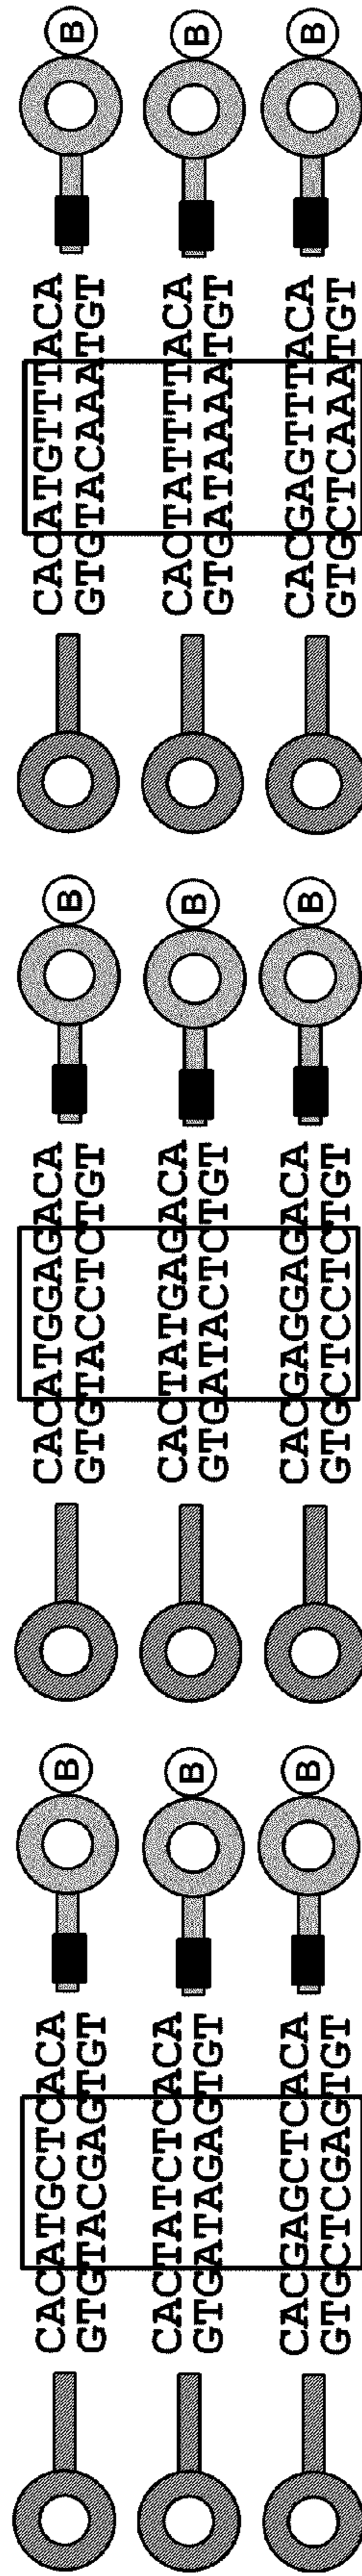 CACATGCTCACA
GTGTACGAGTGT
B
CACTATCTCACA
GTGATAGAGTGT
B
CACGAGCTCACA
GTGCTCGAGTGT
B
CACATGGAGACA
GTGTACCTCTGT
B
CACTATGAGACA
GTGATACTCTGT
B
CACGAGGAGACA
GTGCTCCTCTGT
B
CACATGTTTACA
GTGTACAAATGT
B
CACTATTTTACA
GTGATAAAATGT
B
CACGAGTTTACA
GTGCTCAAATGT
B